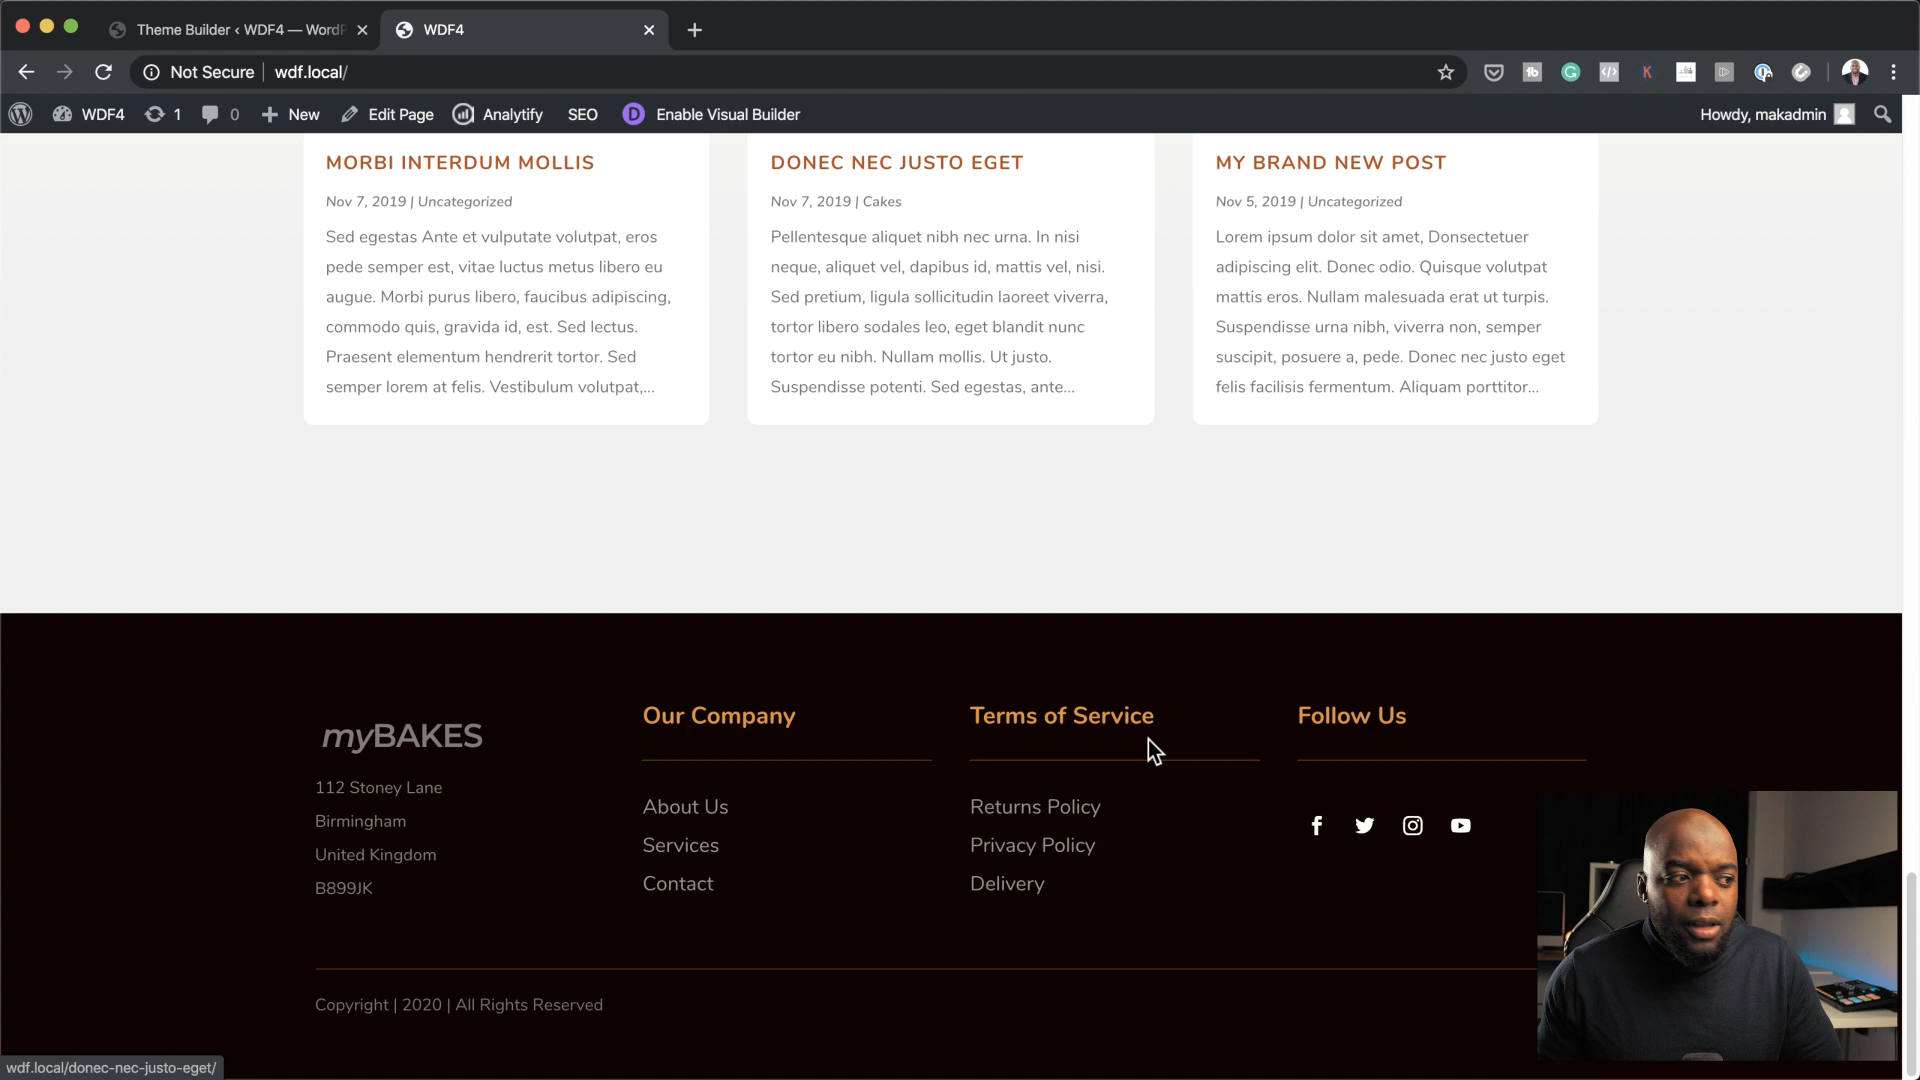 Theme Builder ‹ WDF4 — WordP
WDF4
Not Secure
wdf.local/
WDF4
1
0
New
Edit Page
Analytify
SEO
D
Enable Visual Builder
Howdy, makadmin
MORBI INTERDUM MOLLIS
Nov 7, 2019 | Uncategorized
Sed egestas Ante et vulputate volutpat, eros
pede semper est, vitae luctus metus libero eu
augue. Morbi purus libero, faucibus adipiscing,
commodo quis, gravida id, est. Sed lectus.
Praesent elementum hendrerit tortor. Sed
semper lorem at felis. Vestibulum volutpat,...
DONEC NEC JUSTO EGET
Nov 7, 2019 | Cakes
Pellentesque aliquet nibh nec urna. In nisi
neque, aliquet vel, dapibus id, mattis vel, nisi.
Sed pretium, ligula sollicitudin laoreet viverra,
tortor libero sodales leo, eget blandit nunc
tortor eu nibh. Nullam mollis. Ut justo.
Suspendisse potenti. Sed egestas, ante...
MY BRAND NEW POST
Nov 5, 2019 | Uncategorized
Lorem ipsum dolor sit amet, Donsectetuer
adipiscing elit. Donec odio. Quisque volutpat
mattis eros. Nullam malesuada erat ut turpis.
Suspendisse urna nibh, viverra non, semper
suscipit, posuere a, pede. Donec nec justo eget
felis facilisis fermentum. Aliquam porttitor...
myBAKES
112 Stoney Lane
Birmingham
United Kingdom
B899JK
Our Company
About Us
Services
Contact
Terms of Service
Returns Policy
Privacy Policy
Delivery
Follow Us
Copyright | 2020 | All Rights Reserved
wdf.local/donec-nec-justo-eget/